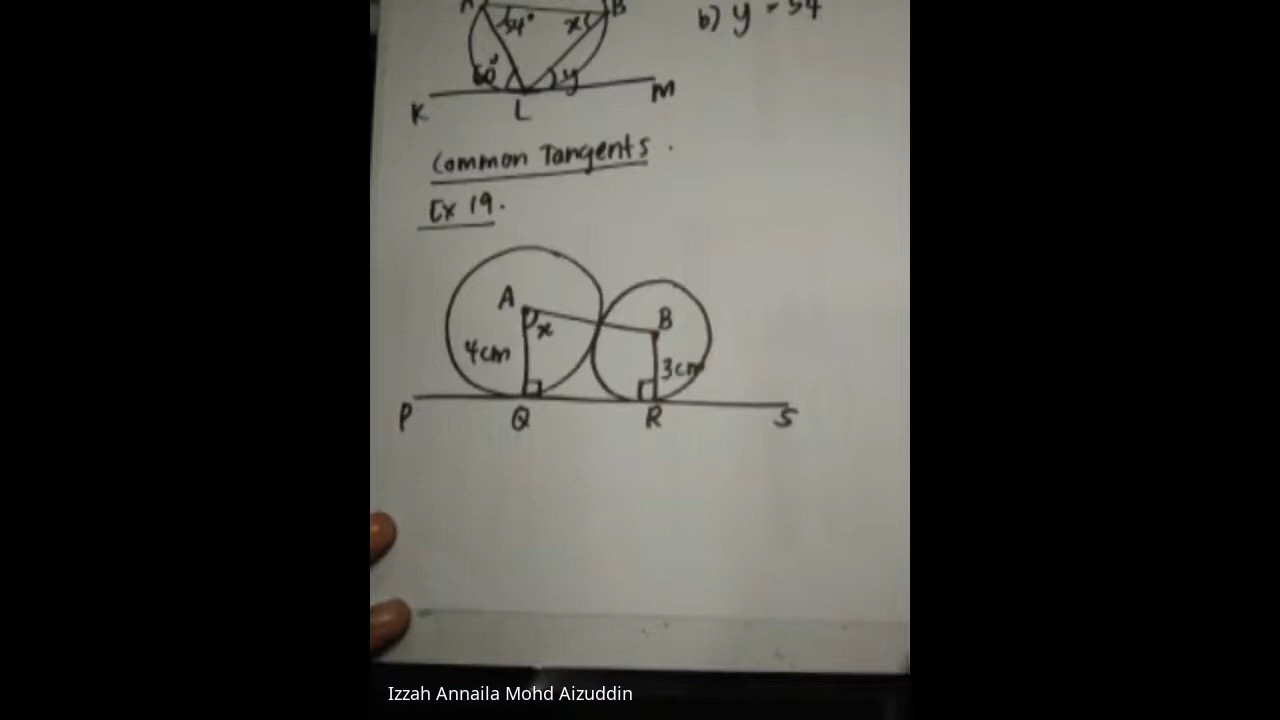 A B
54° x
b) y = 54
60° y
K L M
Common Tangents.
Ex 19.
A B
x
4cm 3cm
P Q R S
Izzah Annaila Mohd Aizuddin